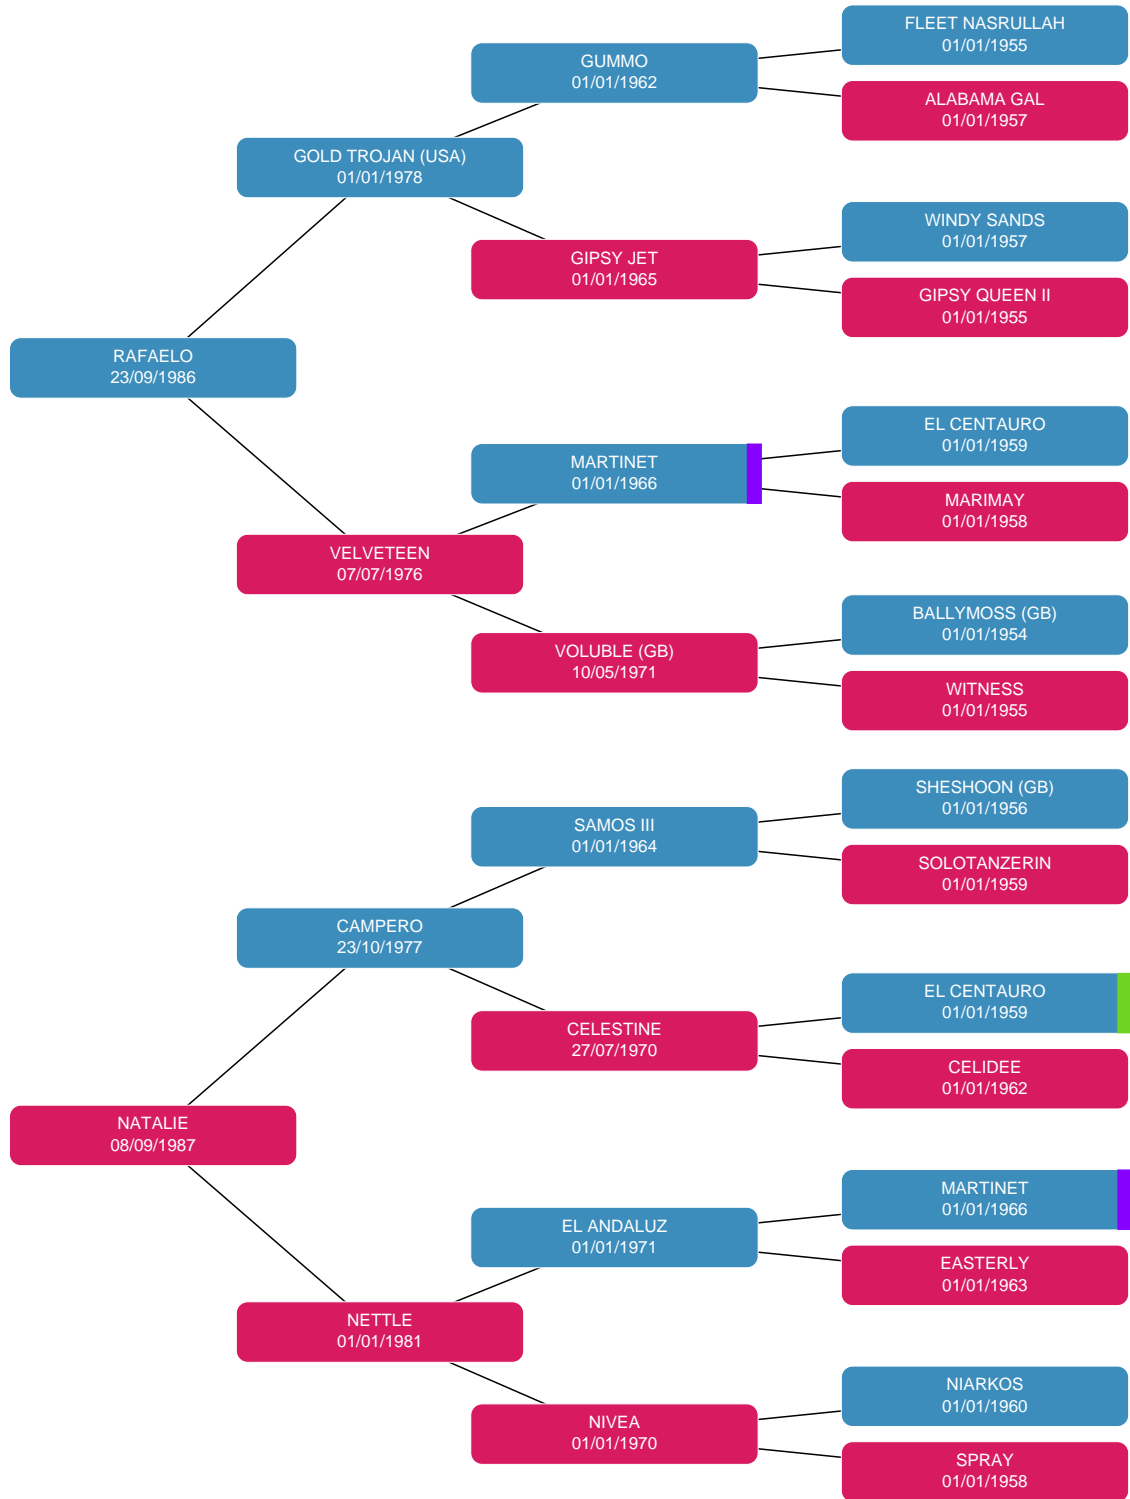 FLEET NASRULLAH
01/01/1955
GUMMO
01/01/1962
ALABAMA GAL
01/01/1957
GOLD TROJAN (USA)
01/01/1978
WINDY SANDS
01/01/1957
GIPSY JET
01/01/1965
GIPSY QUEEN II
01/01/1955
RAFAELO
23/09/1986
EL CENTAURO
01/01/1959
MARTINET
01/01/1966
MARIMAY
01/01/1958
VELVETEEN
07/07/1976
BALLYMOSS (GB)
01/01/1954
VOLUBLE (GB)
10/05/1971
WITNESS
01/01/1955
SHESHOON (GB)
01/01/1956
SAMOS III
01/01/1964
SOLOTANZERIN
01/01/1959
CAMPERO
23/10/1977
EL CENTAURO
01/01/1959
CELESTINE
27/07/1970
CELIDEE
01/01/1962
NATALIE
08/09/1987
MARTINET
01/01/1966
EL ANDALUZ
01/01/1971
EASTERLY
01/01/1963
NETTLE
01/01/1981
NIARKOS
01/01/1960
NIVEA
01/01/1970
SPRAY
01/01/1958